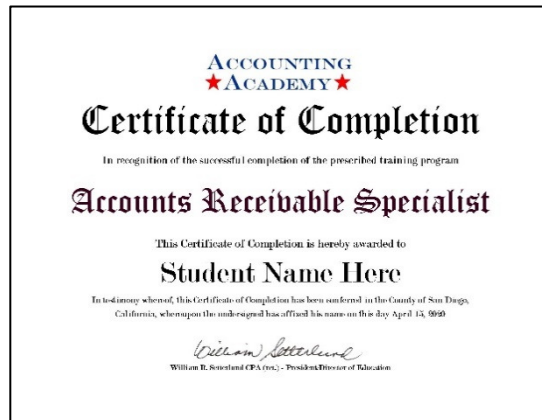 ACCOUNTING
★ACADEMY★
Certificate of Completion
In recognition of the successful completion of the prescribed training program
Accounts Receivable Specialist
This Certificate of Completion is hereby awarded to
Student Name Here
In testimony whereof, this Certificate of Completion has been conferred in the County of San Diego,
California, whereupon the undersigned has affixed his name on this day April 15,
William Setterlund
William R. Setterlund CPA (ret.) - President/Director of Education